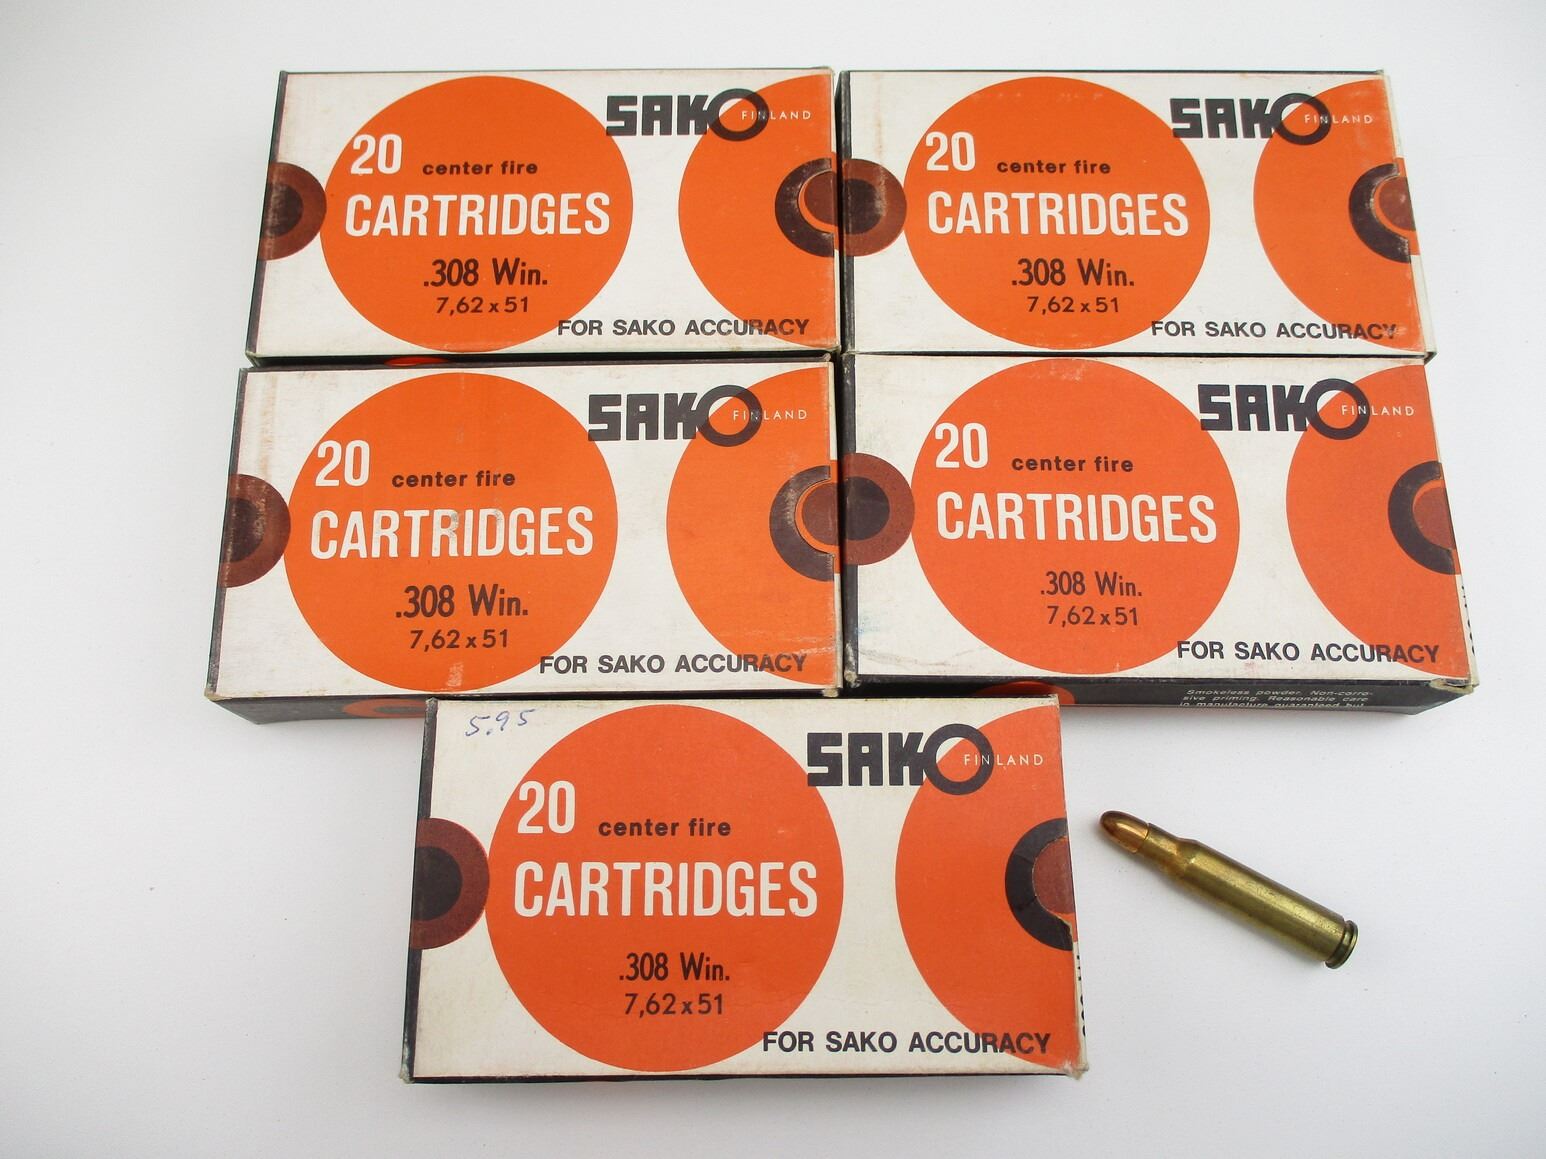 SAKO FINLAND
20 center fire
CARTRIDGES
.308 Win.
7,62 x 51
FOR SAKO ACCURACY
SAKO FINLAND
20 center fire
CARTRIDGES
.308 Win.
7,62 x 51
FOR SAKO ACCURACY
SAKO FINLAND
20 center fire
CARTRIDGES
.308 Win.
7,62 x 51
FOR SAKO ACCURACY
SAKO FINLAND
20 center fire
CARTRIDGES
.308 Win.
7,62 x 51
FOR SAKO ACCURACY
Smokeless powder. Non-corro-
sive priming. Reasonable care
in manufacture guaranteed but
5.95
SAKO FINLAND
20 center fire
CARTRIDGES
.308 Win.
7,62 x 51
FOR SAKO ACCURACY